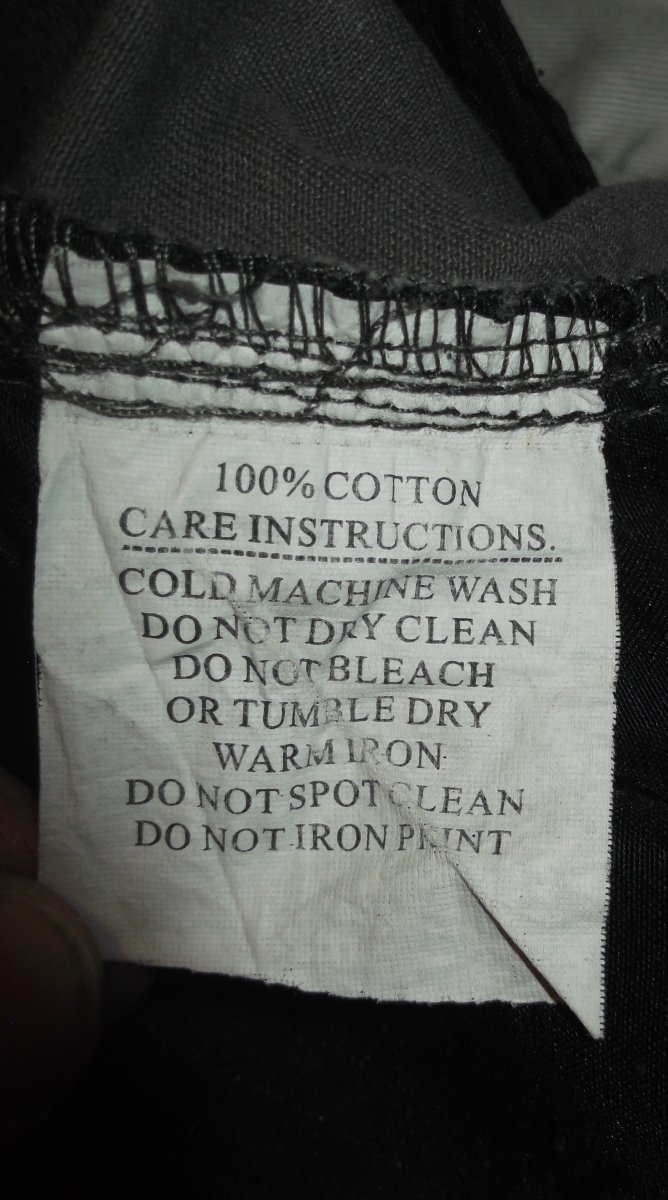 100% COTTON
CARE INSTRUCTIONS.
COLD MACHINE WASH
DO NOT DRY CLEAN
DO NOT BLEACH
OR TUMBLE DRY
WARM IRON
DO NOT SPOT CLEAN
DO NOT IRON PRINT